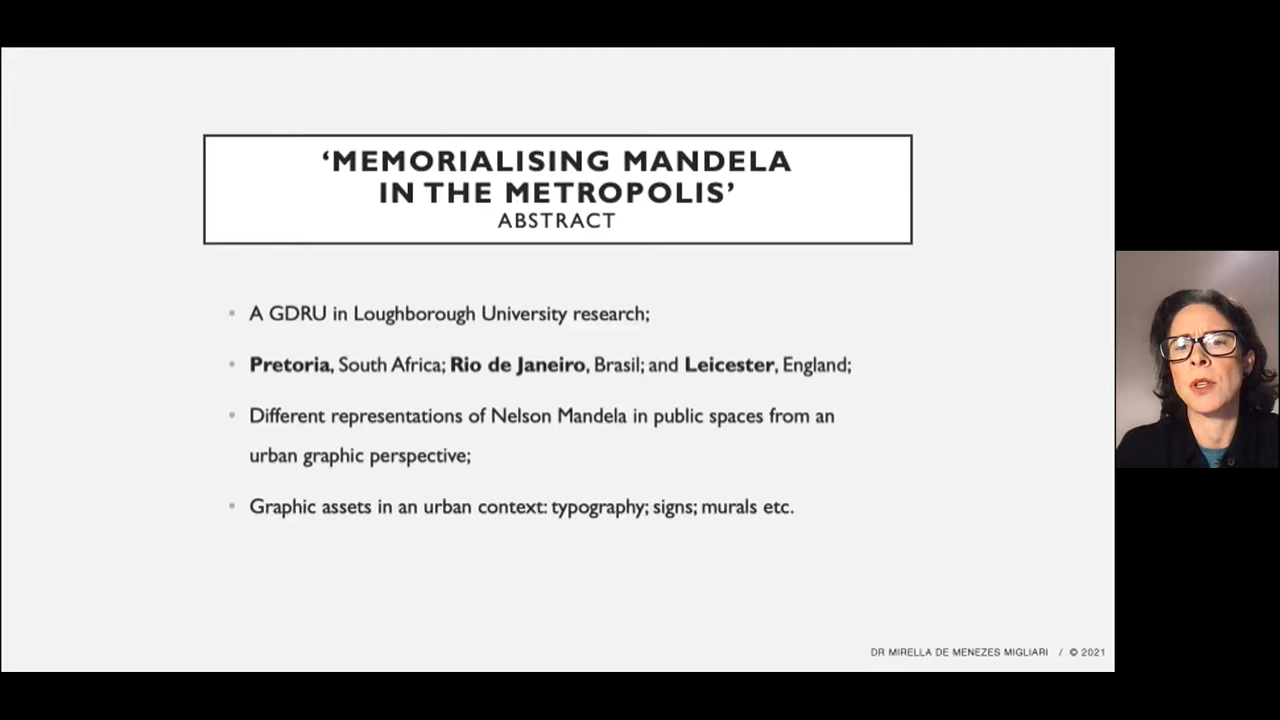 ‘MEMORIALISING MANDELA
IN THE METROPOLIS’
ABSTRACT
• A GDRU in Loughborough University research;
• Pretoria, South Africa; Rio de Janeiro, Brasil; and Leicester, England;
• Different representations of Nelson Mandela in public spaces from an
urban graphic perspective;
• Graphic assets in an urban context: typography; signs; murals etc.
DR MIRELLA DE MENEZES MIGLIARI / © 2021